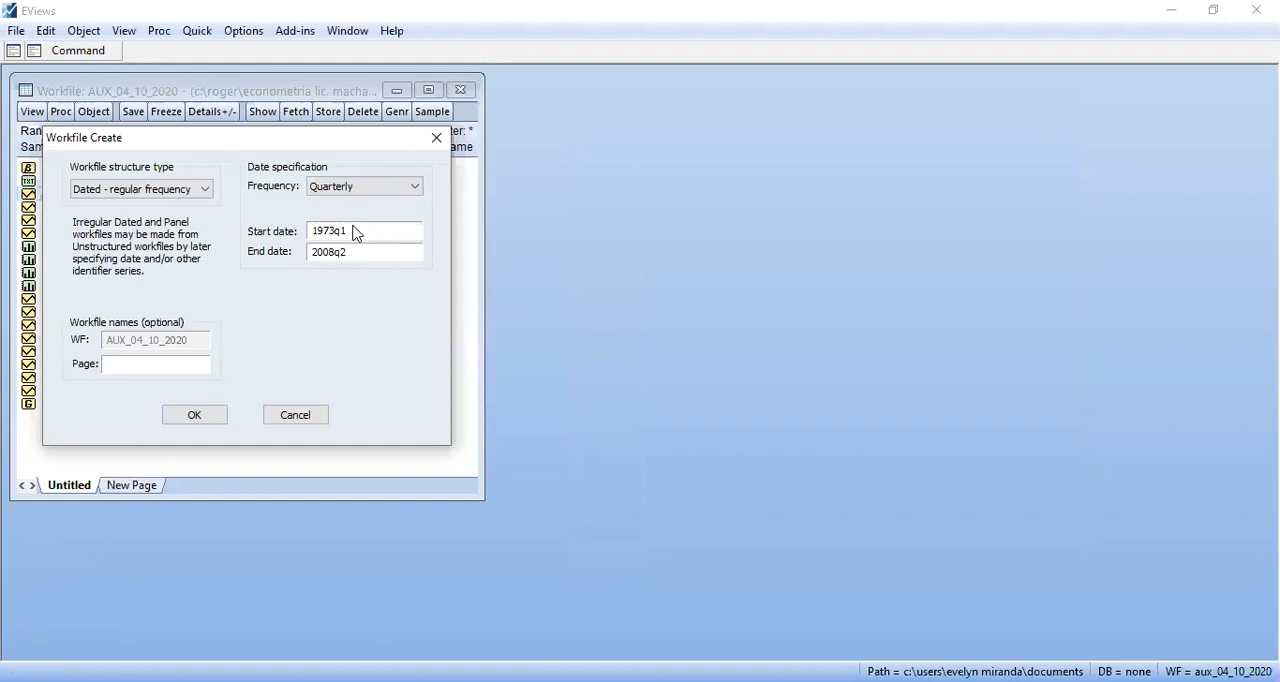 EViews
File Edit Object View Proc Quick Options Add-ins Window Help
Command
Workfile: AUX_04_10_2020 - (c:\roger\econometria lic. macha...
View Proc Object Save Freeze Details+/- Show Fetch Store Delete Genr Sample
Workfile Create
Workfile structure type
Dated - regular frequency
Irregular Dated and Panel
workfiles may be made from
Unstructured workfiles by later
specifying date and/or other
identifier series.
Date specification
Frequency: Quarterly
Start date: 1973q1
End date: 2008q2
Workfile names (optional)
WF: AUX_04_10_2020
Page:
OK Cancel
Untitled New Page
Path = c:\users\evelyn miranda\documents DB = none WF = aux_04_10_2020